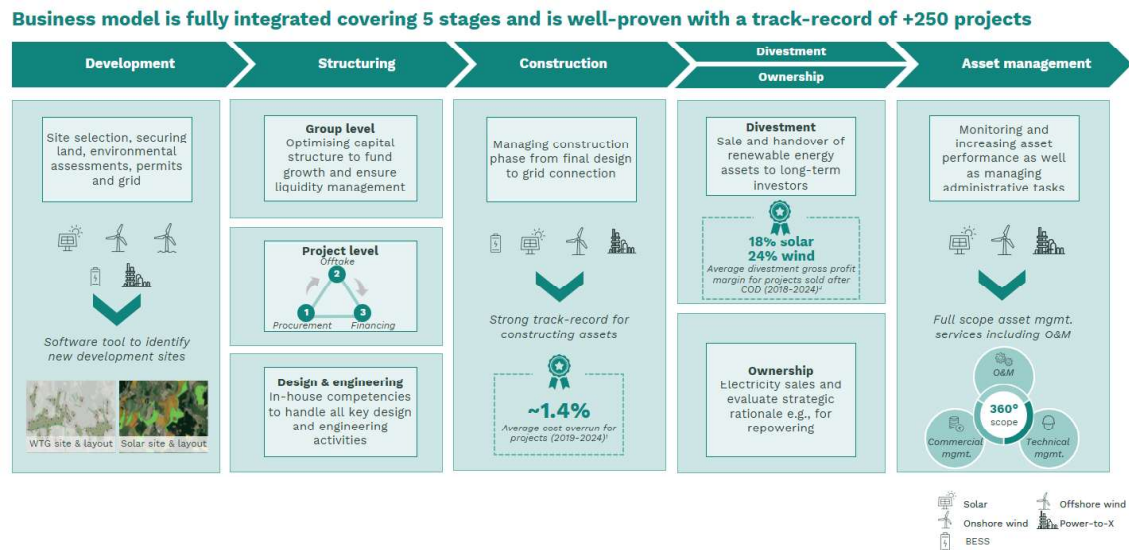 Business model is fully integrated covering 5 stages and is well-proven with a track-record of +250 projects
Development
Structuring
Construction
Divestment
Ownership
Asset management
Site selection, securing
land, environmental
assessments, permits
and grid
Software tool to identify
new development sites
WTG site & layout
Solar site & layout
Group level
Optimising capital
structure to fund
growth and ensure
liquidity management
Project level
Offtake
2
1
3
Procurement
Financing
Design & engineering
In-house competencies
to handle all key design
and engineering
activities
Managing construction
phase from final design
to grid connection
Strong track-record for
constructing assets
~1.4%
Average cost overrun for
projects (2019-2024)¹
Divestment
Sale and handover of
renewable energy
assets to long-term
investors
18% solar
24% wind
Average divestment gross profit
margin for projects sold after
COD (2018-2024)²
Ownership
Electricity sales and
evaluate strategic
rationale e.g., for
repowering
Monitoring and
increasing asset
performance as well
as managing
administrative tasks
Full scope asset mgmt.
services including O&M
O&M
360°
scope
Commercial
mgmt.
Technical
mgmt.
Solar
Offshore wind
Onshore wind
Power-to-X
BESS